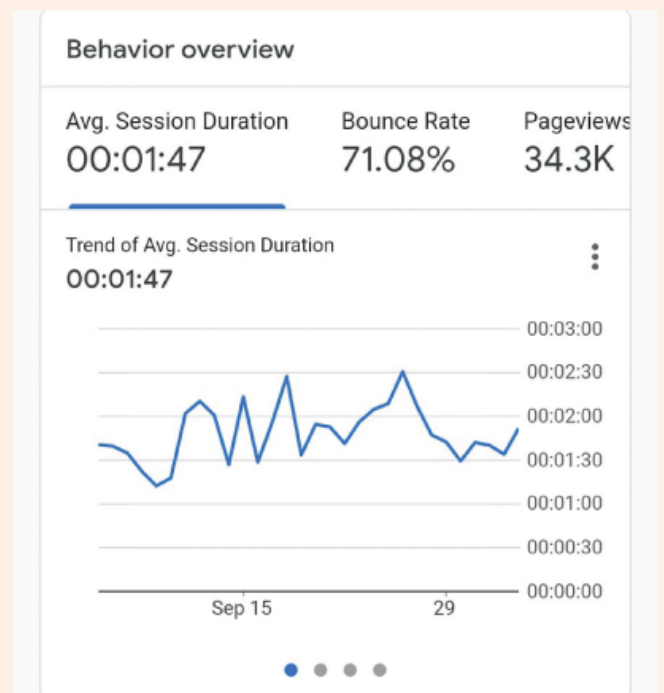 Behavior overview
Avg. Session Duration Bounce Rate Pageviews
00:01:47 71.08% 34.3K
Trend of Avg. Session Duration
00:01:47
00:03:00
00:02:30
00:02:00
00:01:30
00:01:00
00:00:30
00:00:00
Sep 15 29